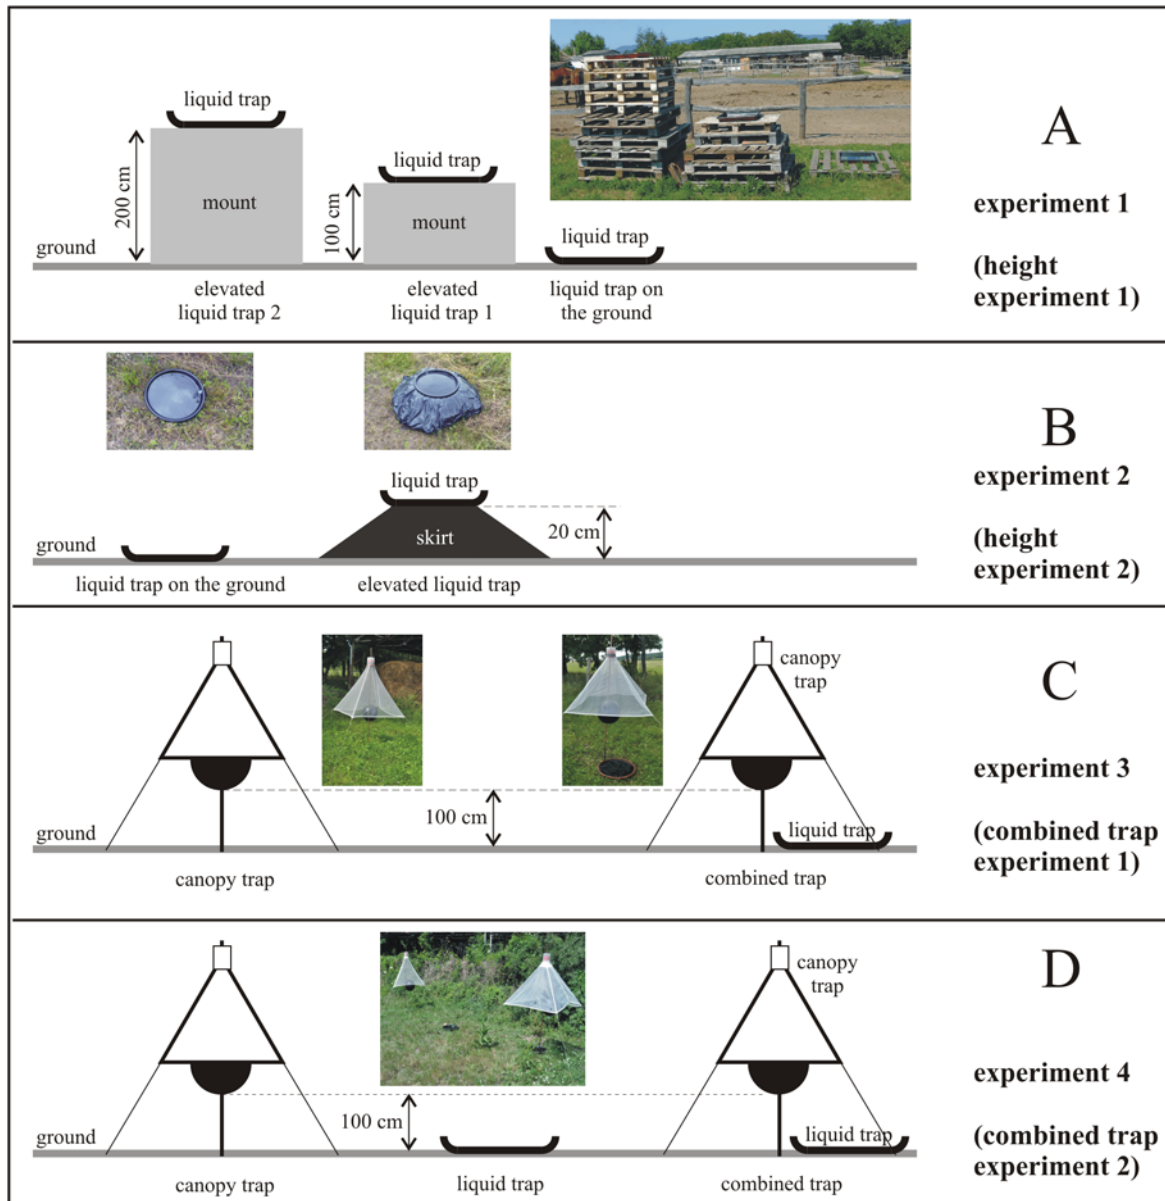 liquid trap
200 cm
mount
liquid trap
100 cm
mount
liquid trap
ground
elevated
liquid trap 2
elevated
liquid trap 1
liquid trap on
the ground
A
experiment 1
(height
experiment 1)
B
experiment 2
(height
experiment 2)
liquid trap
skirt
20 cm
ground
liquid trap on the ground
elevated liquid trap
canopy
trap
C
experiment 3
(combined trap
experiment 1)
100 cm
ground
liquid trap
canopy trap
combined trap
canopy
trap
D
experiment 4
(combined trap
experiment 2)
100 cm
ground
liquid trap
canopy trap
liquid trap
combined trap